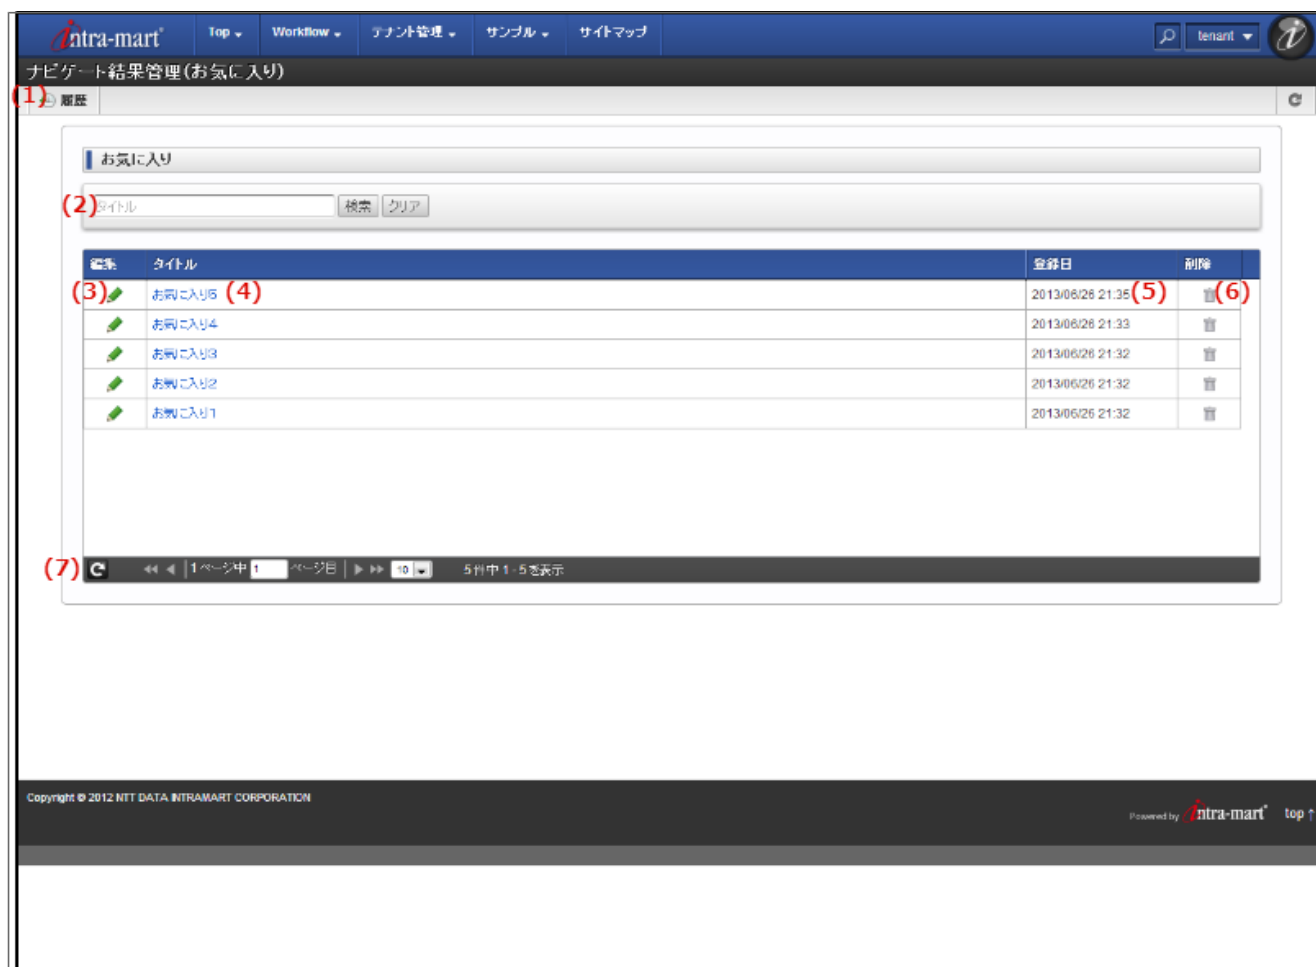 intra-mart Top Workflow テナント管理 サンプル サイトマップ tenant
ナビゲート結果管理(お気に入り)
(1) 履歴
お気に入り
(2) タイトル 検索 クリア
編集 タイトル 登録日 削除
(3) お気に入り5 (4) 2013/06/26 21:35 (5) (6)
お気に入り4 2013/06/26 21:33
お気に入り3 2013/06/26 21:32
お気に入り2 2013/06/26 21:32
お気に入り1 2013/06/26 21:32
(7) 1ページ中 1 ページ目 10 5件中 1 - 5を表示
Copyright © 2012 NTT DATA INTRAMART CORPORATION
Powered by intra-mart top ↑